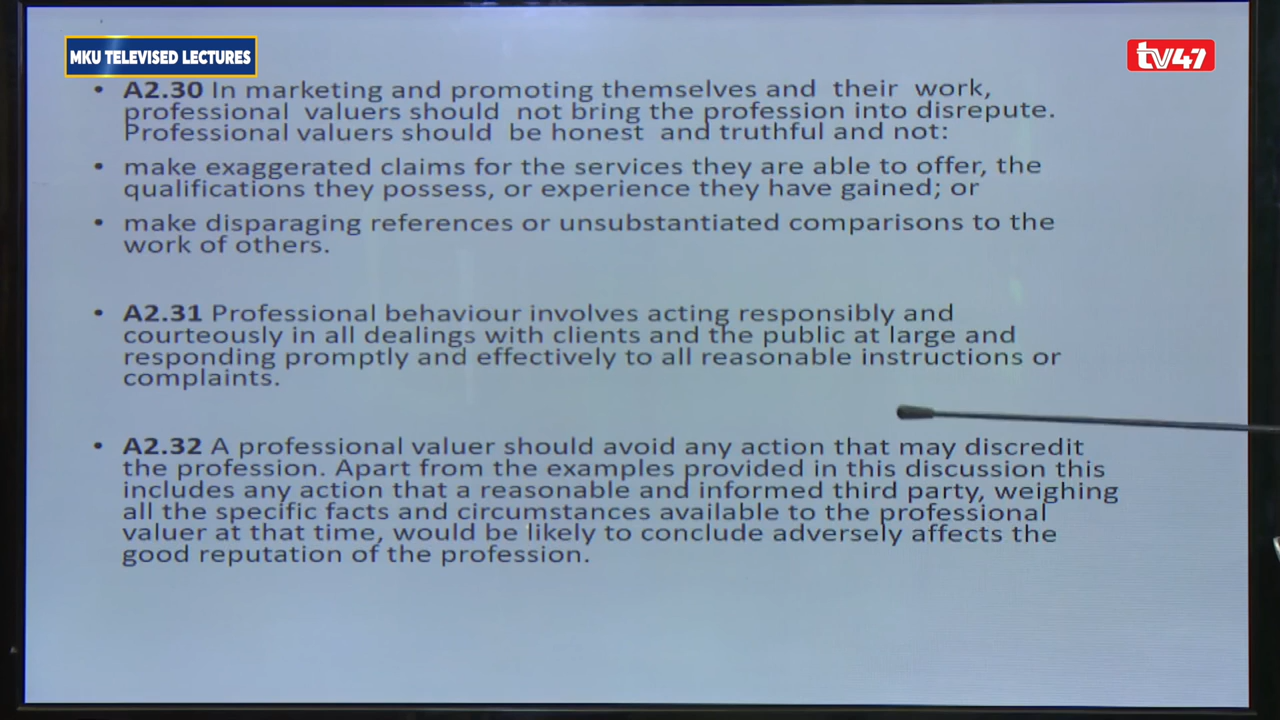 MKU TELEVISED LECTURES
tv47
• A2.30 In marketing and promoting themselves and their work,
professional valuers should not bring the profession into disrepute.
Professional valuers should be honest and truthful and not:
• make exaggerated claims for the services they are able to offer, the
qualifications they possess, or experience they have gained; or
• make disparaging references or unsubstantiated comparisons to the
work of others.
• A2.31 Professional behaviour involves acting responsibly and
courteously in all dealings with clients and the public at large and
responding promptly and effectively to all reasonable instructions or
complaints.
• A2.32 A professional valuer should avoid any action that may discredit
the profession. Apart from the examples provided in this discussion this
includes any action that a reasonable and informed third party, weighing
all the specific facts and circumstances available to the professional
valuer at that time, would be likely to conclude adversely affects the
good reputation of the profession.